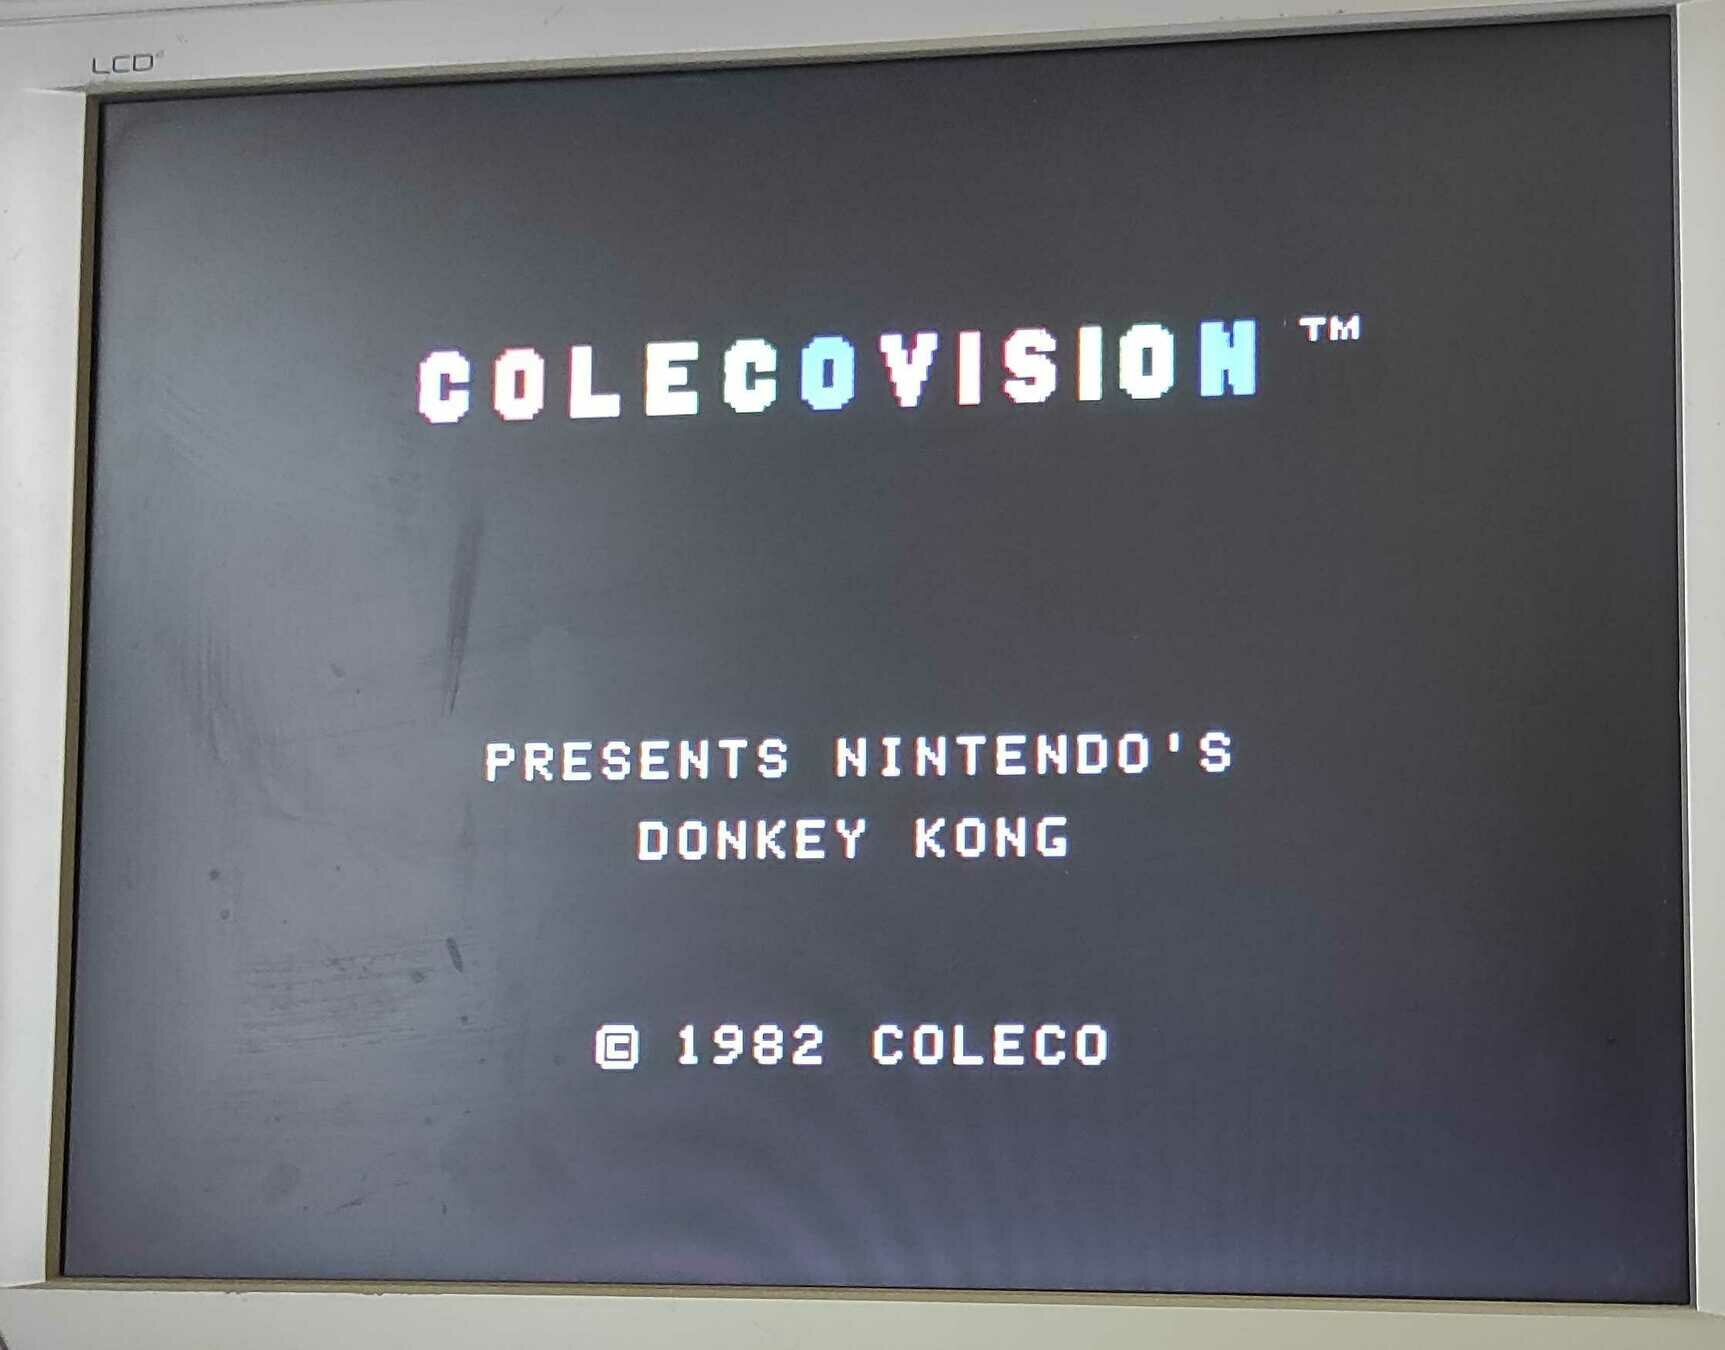 LCD
COLECOVISION ™
PRESENTS NINTENDO'S
DONKEY KONG
© 1982 COLECO